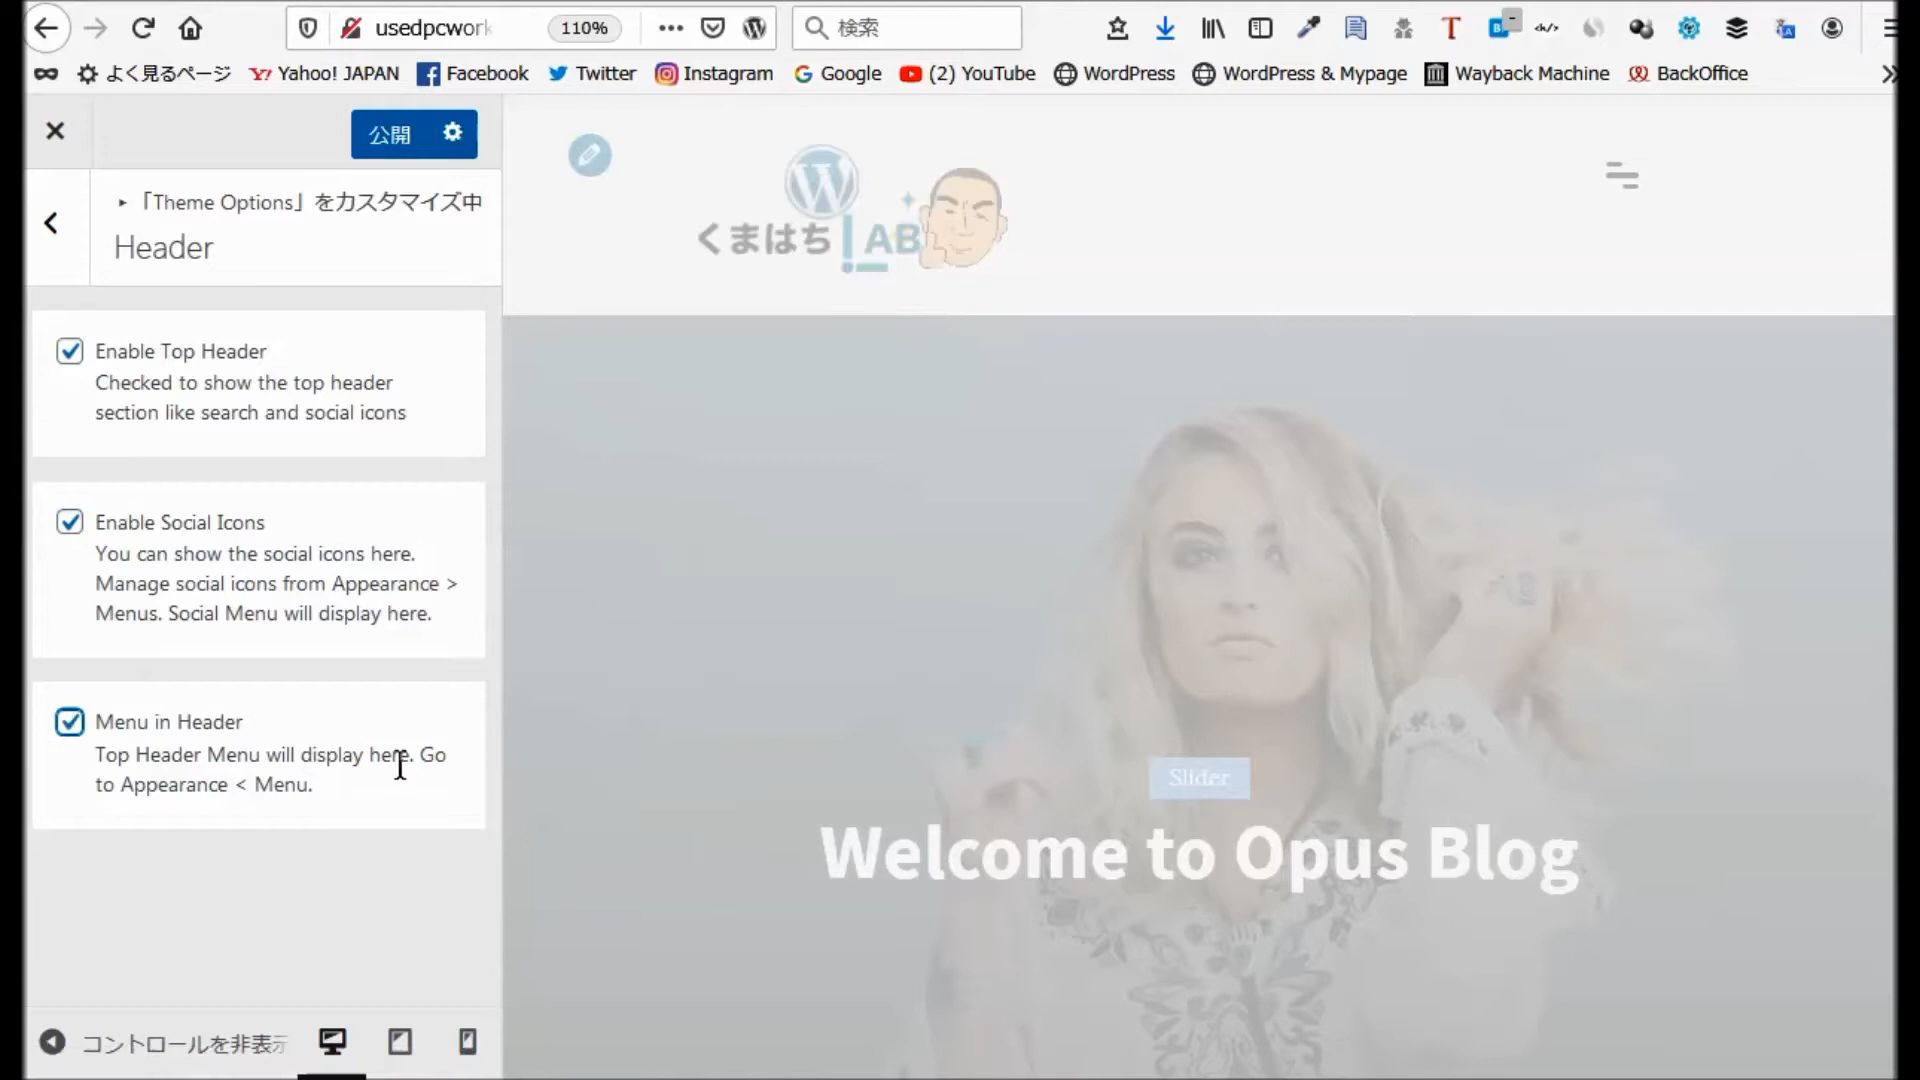 usedpcwork
110%
検索
よく見るページ
Yahoo! JAPAN
Facebook
Twitter
Instagram
Google
(2) YouTube
WordPress
WordPress & Mypage
Wayback Machine
BackOffice
公開
「Theme Options」をカスタマイズ中
Header
くまはち LAB
Enable Top Header
Checked to show the top header
section like search and social icons
Enable Social Icons
You can show the social icons here.
Manage social icons from Appearance >
Menus. Social Menu will display here.
Menu in Header
Top Header Menu will display here. Go
to Appearance < Menu.
Slider
Welcome to Opus Blog
コントロールを非表示